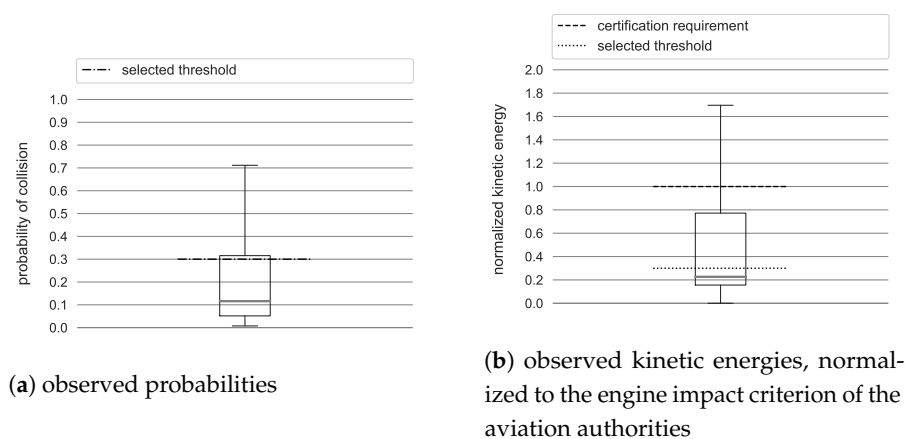 selected threshold
1.0
0.9
0.8
0.7
0.6
0.5
0.4
0.3
0.2
0.1
0.0
probability of collision
(a) observed probabilities
certification requirement
selected threshold
2.0
1.8
1.6
1.4
1.2
1.0
0.8
0.6
0.4
0.2
0.0
normalized kinetic energy
(b) observed kinetic energies, normal-
ized to the engine impact criterion of the
aviation authorities